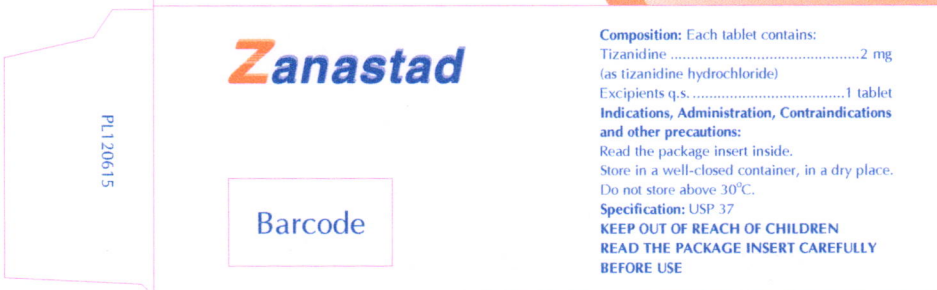 Zanastad
PL120615
Barcode
Composition: Each tablet contains:
Tizanidine .............................................2 mg
(as tizanidine hydrochloride)
Excipients q.s. .....................................1 tablet
Indications, Administration, Contraindications
and other precautions:
Read the package insert inside.
Store in a well-closed container, in a dry place.
Do not store above 30°C.
Specification: USP 37
KEEP OUT OF REACH OF CHILDREN
READ THE PACKAGE INSERT CAREFULLY
BEFORE USE